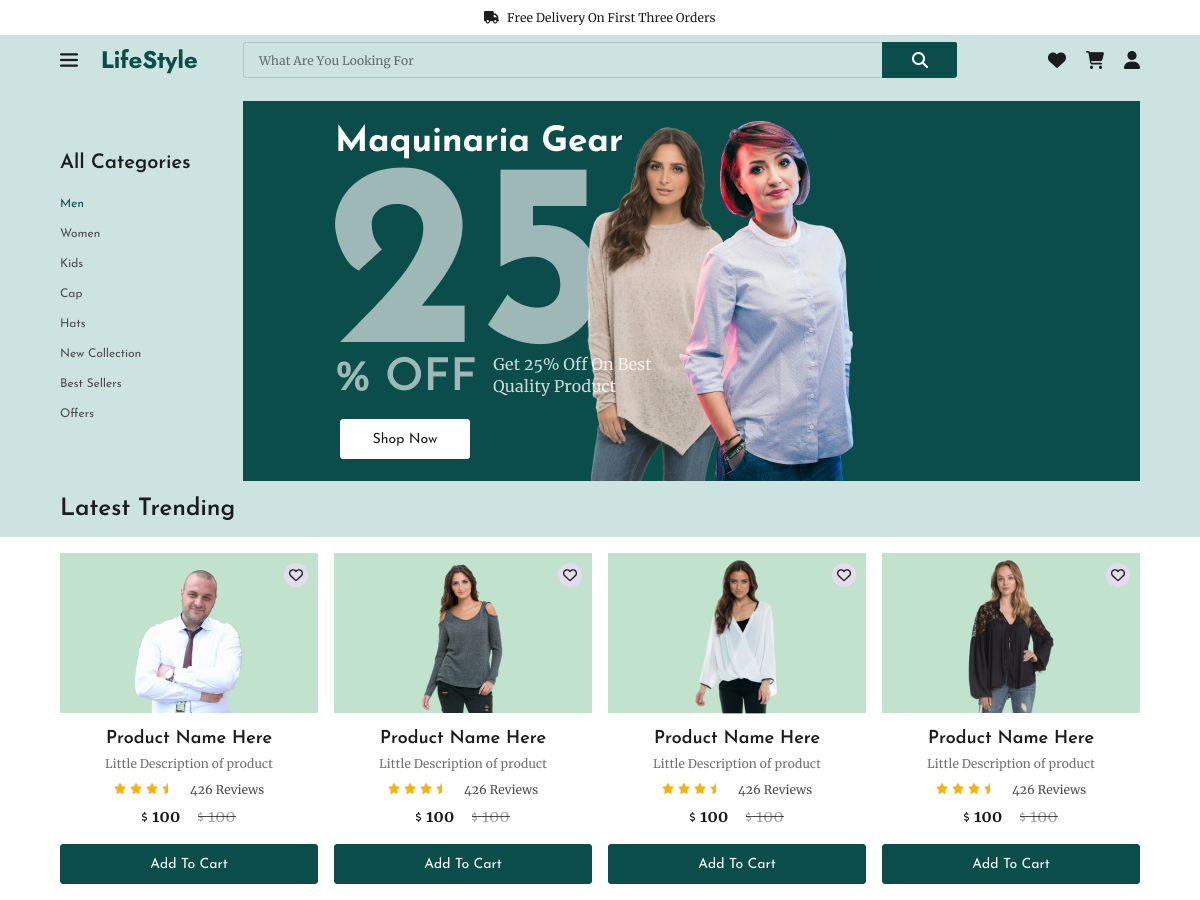 Free Delivery On First Three Orders
LifeStyle
What Are You Looking For
All Categories
Men
Women
Kids
Cap
Hats
New Collection
Best Sellers
Offers
Maquinaria Gear
25
% OFF
Get 25% Off On Best
Quality Product
Shop Now
Latest Trending
Product Name Here
Little Description of product
426 Reviews
$ 100 $ 100
Add To Cart
Product Name Here
Little Description of product
426 Reviews
$ 100 $ 100
Add To Cart
Product Name Here
Little Description of product
426 Reviews
$ 100 $ 100
Add To Cart
Product Name Here
Little Description of product
426 Reviews
$ 100 $ 100
Add To Cart